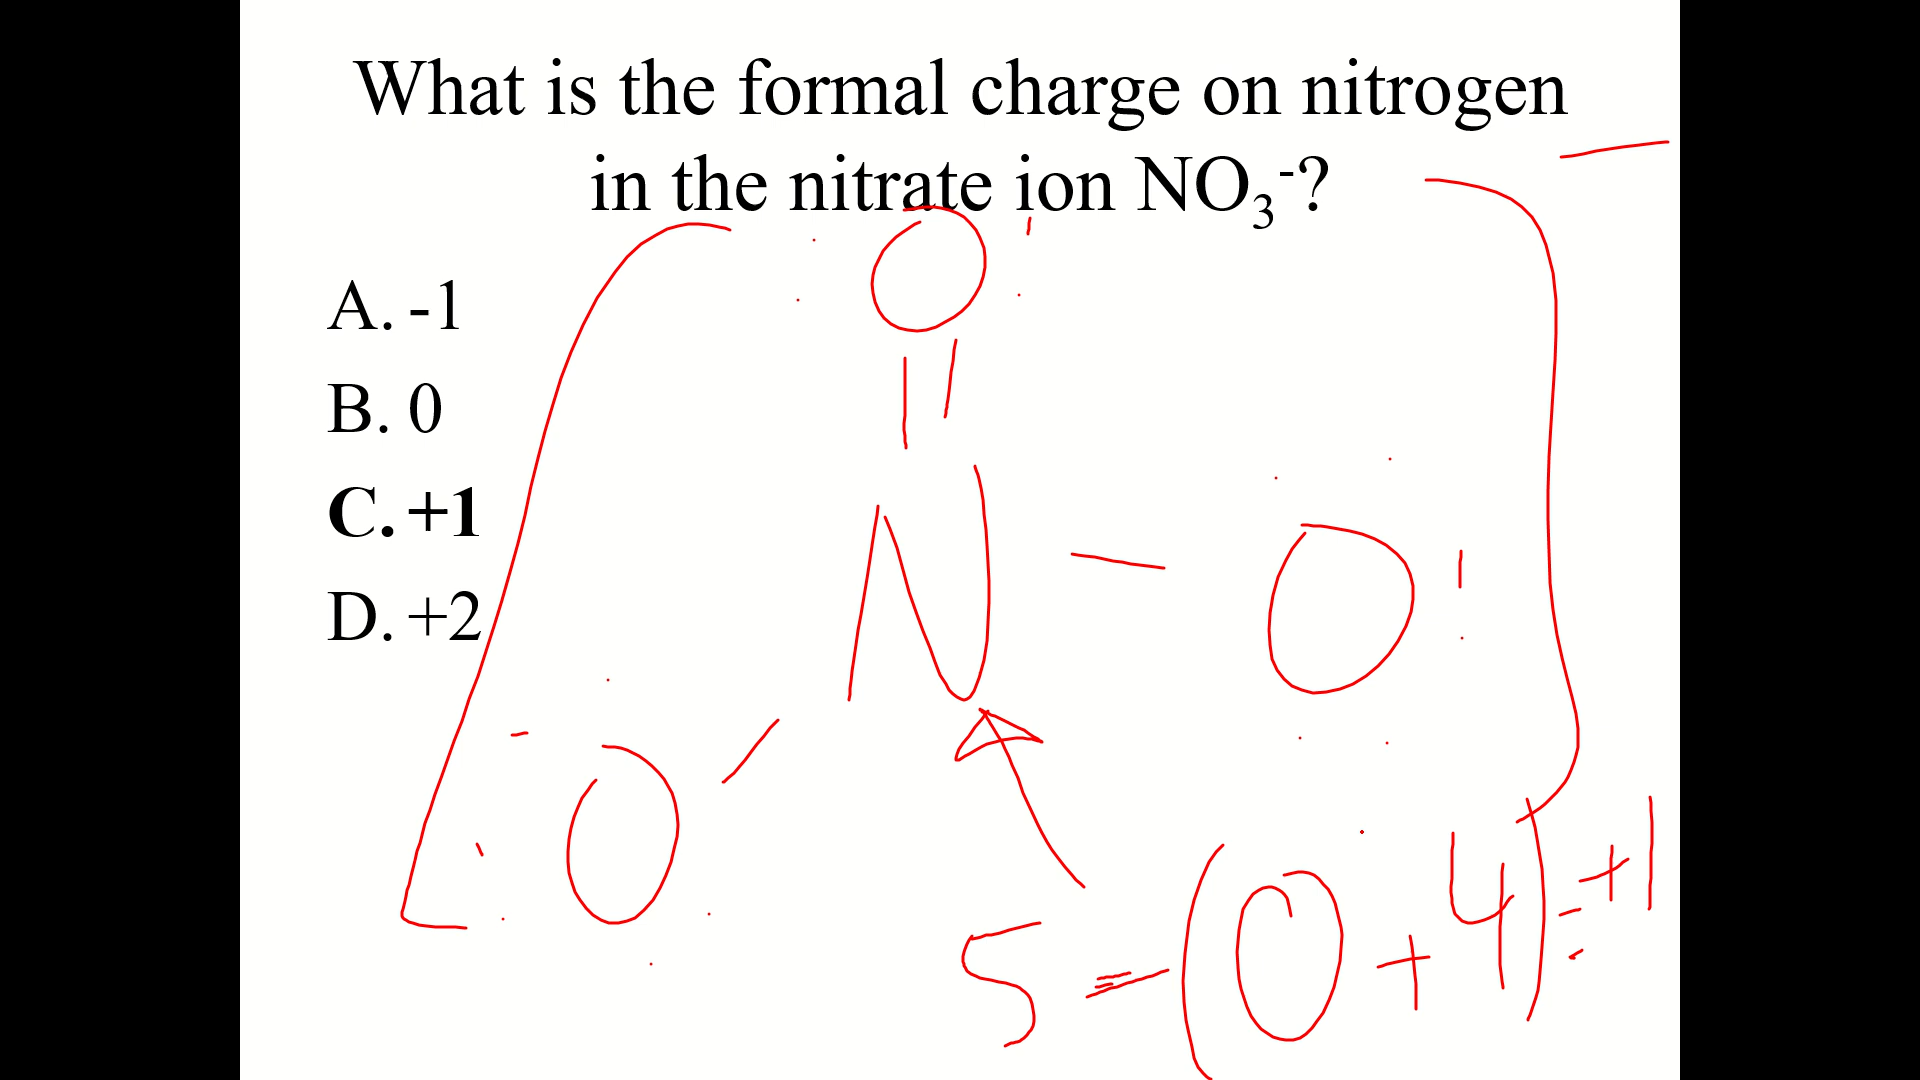 What is the formal charge on nitrogen
in the nitrate ion NO₃⁻?
A. -1
B. 0
C. +1
D. +2
O
N - O
O
5 - (0 + 4) = +1